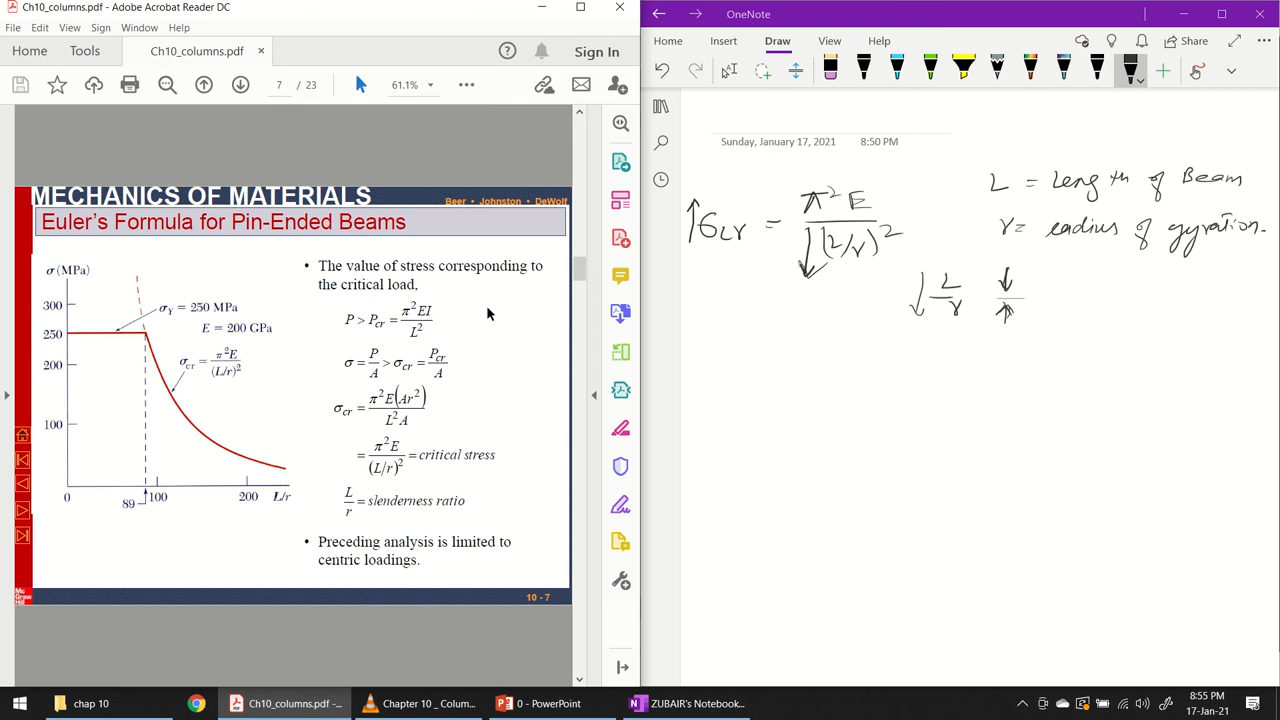 Ch10_columns.pdf - Adobe Acrobat Reader DC
File Edit View Sign Window Help
Home Tools Ch10_columns.pdf × Sign In
7 / 23 61.1%
MECHANICS OF MATERIALS
Beer • Johnston • DeWolf
Euler's Formula for Pin-Ended Beams
σ (MPa)
300
250
200
100
0
89
100
200
L/r
σY = 250 MPa
E = 200 GPa
σcr = π²E/(L/r)²
• The value of stress corresponding to
the critical load,
P > Pcr = π²EI/L²
σ = P/A > σcr = Pcr/A
σcr = π²E(Ar²)/L²A
= π²E/(L/r)² = critical stress
L/r = slenderness ratio
• Preceding analysis is limited to
centric loadings.
Mc
Graw
Hill
10 - 7
OneNote
Home Insert Draw View Help Share
Sunday, January 17, 2021 8:50 PM
↑σcr = π²E/↓(L/r)²
L = Length of Beam
r = radius of gyration.
↓ L/r ↓/↑
chap 10
Ch10_columns.pdf -...
Chapter 10 _ Colum...
0 - PowerPoint
ZUBAIR's Notebook...
8:55 PM
17-Jan-21